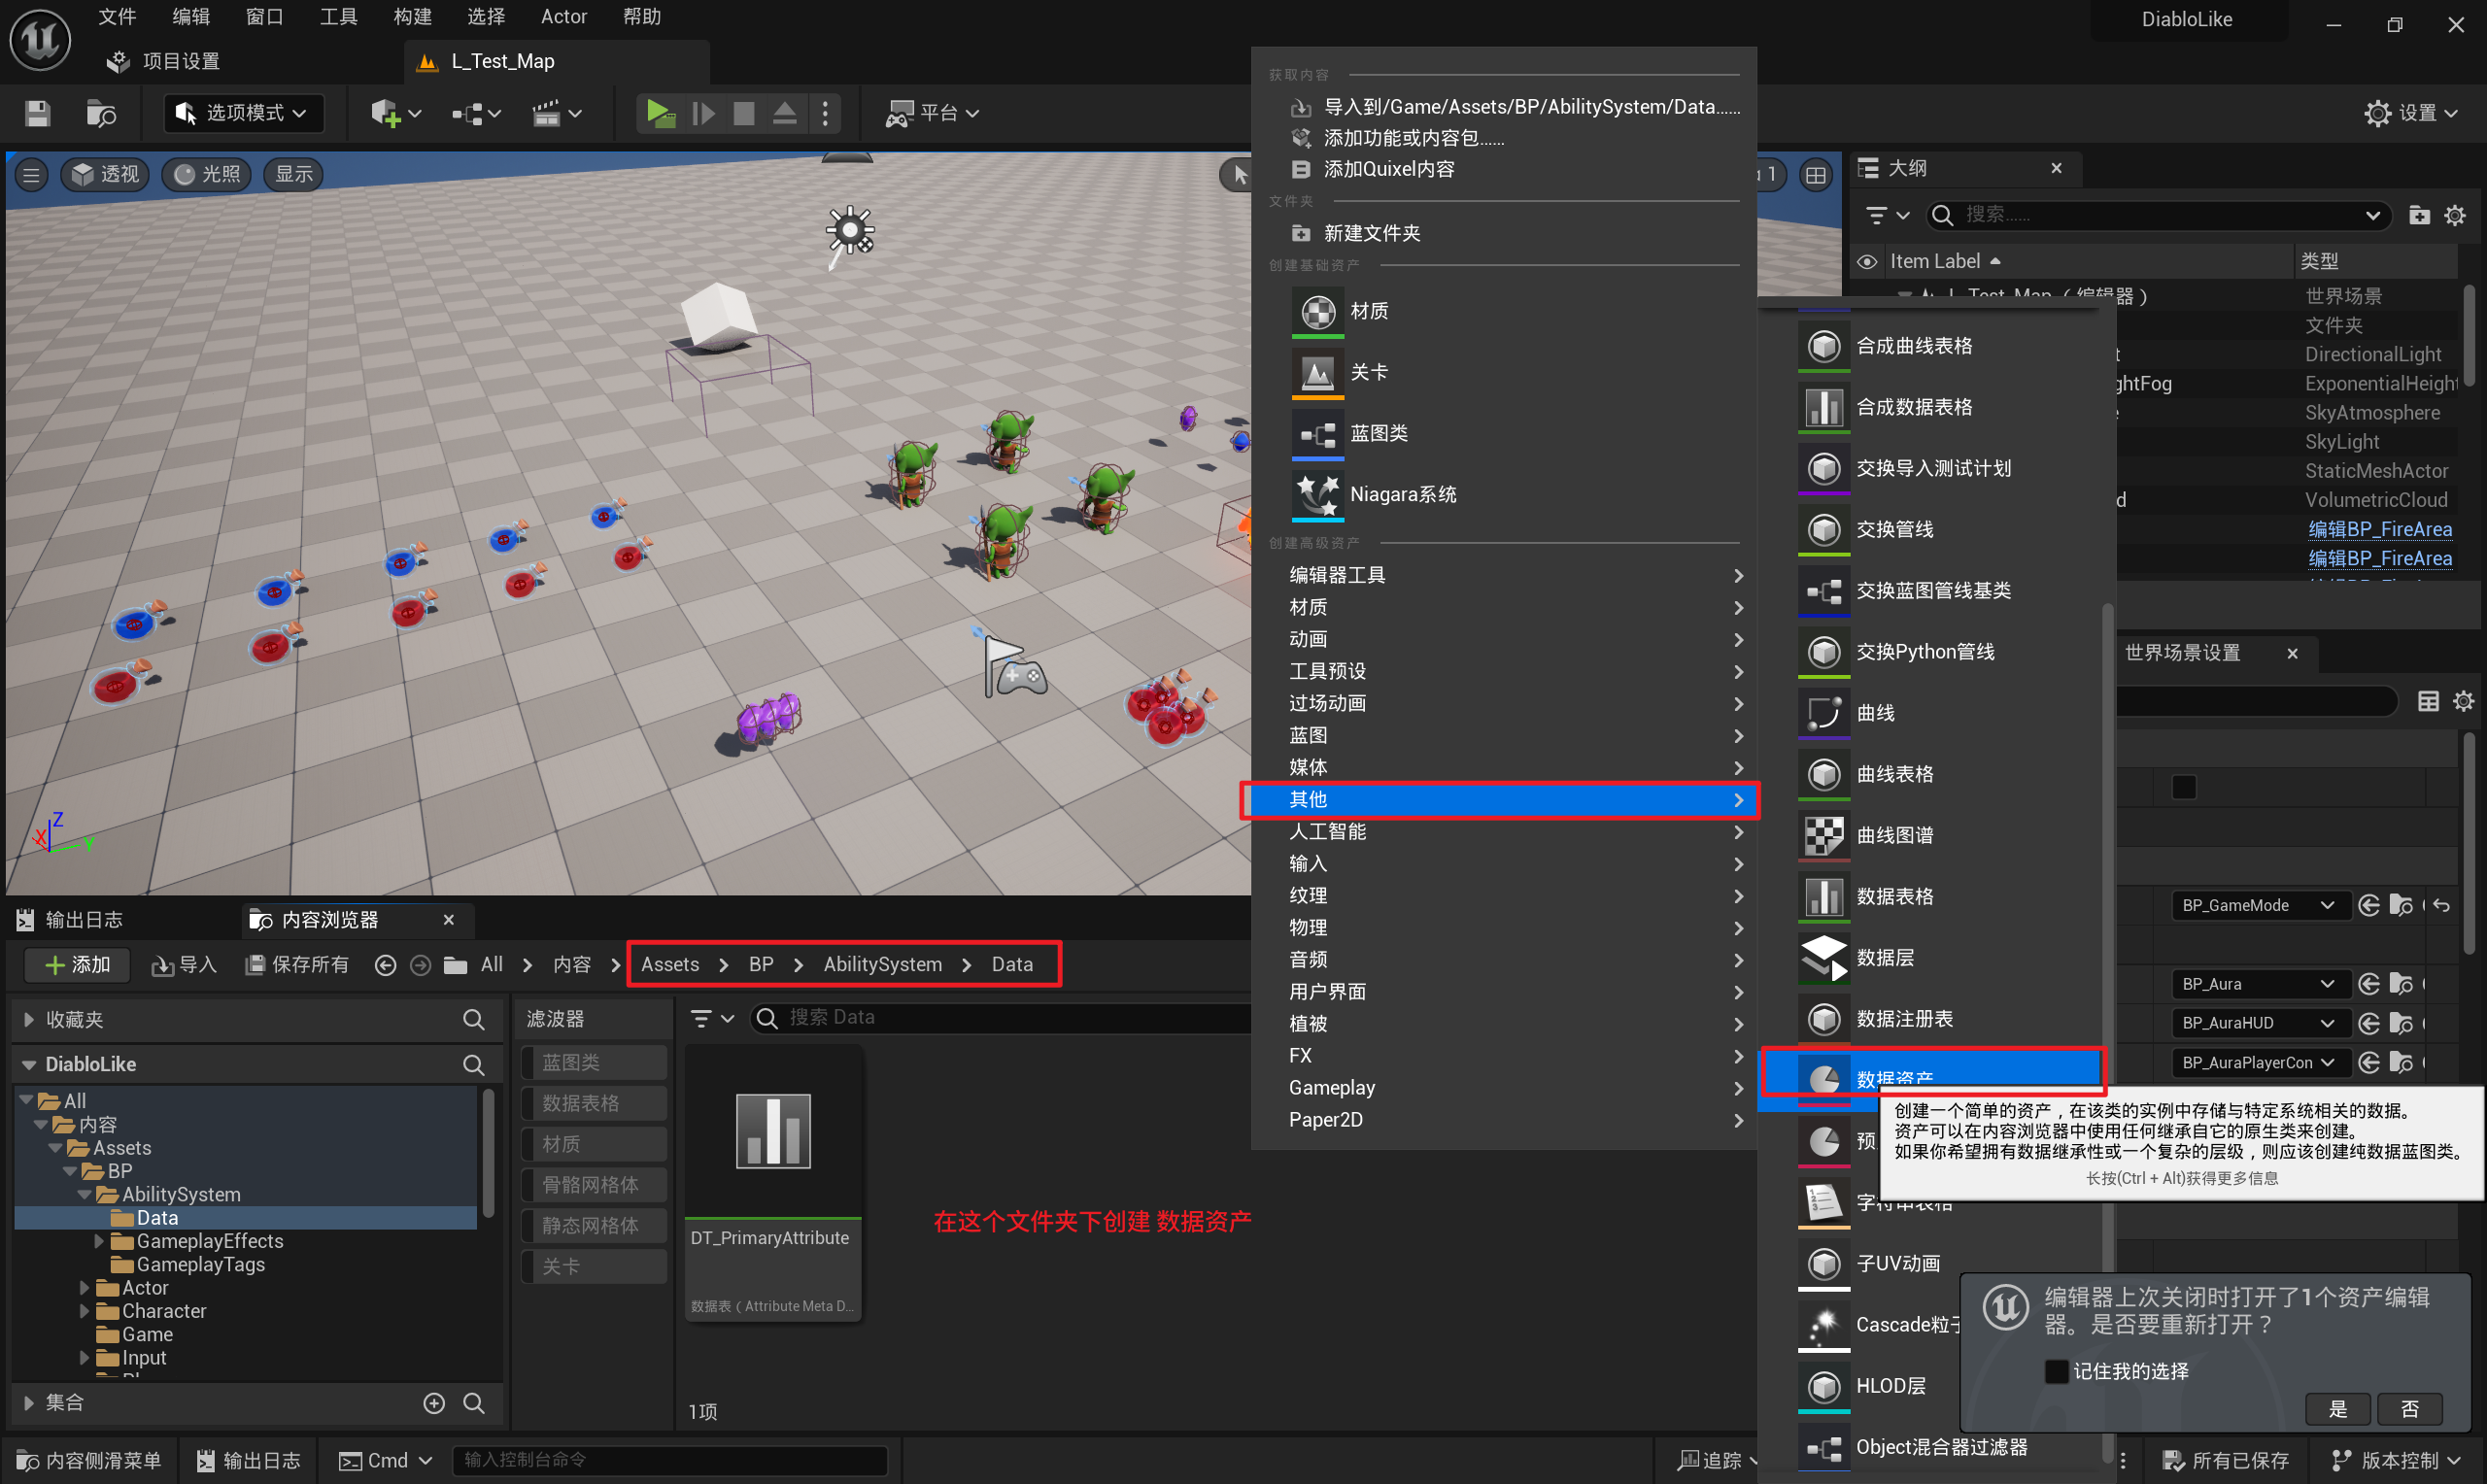 文件 编辑 窗口 工具 构建 选择 Actor 帮助
DiabloLike
项目设置
L_Test_Map
选项模式
平台
设置
透视 光照 显示
1
获取内容
导入到/Game/Assets/BP/AbilitySystem/Data......
添加功能或内容包......
添加Quixel内容
文件夹
新建文件夹
创建基础资产
材质
关卡
蓝图类
Niagara系统
创建高级资产
编辑器工具
材质
动画
工具预设
过场动画
蓝图
媒体
其他
人工智能
输入
纹理
物理
音频
用户界面
植被
FX
Gameplay
Paper2D
合成曲线表格
合成数据表格
交换导入测试计划
交换管线
交换蓝图管线基类
交换Python管线
曲线
曲线表格
曲线图谱
数据表格
数据层
数据注册表
数据资产
预
字符串表格
子UV动画
Cascade粒子
HLOD层
Object混合器过滤器
创建一个简单的资产，在该类的实例中存储与特定系统相关的数据。
资产可以在内容浏览器中使用任何继承自它的原生类来创建。
如果你希望拥有数据继承性或一个复杂的层级，则应该创建纯数据蓝图类。
长按(Ctrl + Alt)获得更多信息
大纲
搜索......
Item Label 类型
L_Test_Map（编辑器） 世界场景
文件夹
t DirectionalLight
ghtFog ExponentialHeight
SkyAtmosphere
SkyLight
StaticMeshActor
d VolumetricCloud
编辑BP_FireArea
编辑BP_FireArea
世界场景设置
BP_GameMode
BP_Aura
BP_AuraHUD
BP_AuraPlayerCon
X Y Z
输出日志
内容浏览器
添加 导入 保存所有 All 内容 Assets BP AbilitySystem Data
收藏夹
DiabloLike
All
内容
Assets
BP
AbilitySystem
Data
GameplayEffects
GameplayTags
Actor
Character
Game
Input
集合
滤波器
蓝图类
数据表格
材质
骨骼网格体
静态网格体
关卡
搜索 Data
DT_PrimaryAttribute
数据表（Attribute Meta D...
在这个文件夹下创建 数据资产
1项
编辑器上次关闭时打开了1个资产编辑
器。是否要重新打开？
记住我的选择
是 否
内容侧滑菜单 输出日志 Cmd 输入控制台命令
追踪 所有已保存 版本控制